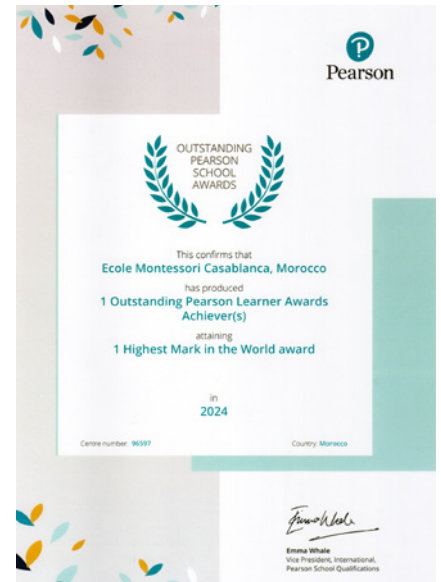 Pearson
OUTSTANDING
PEARSON
SCHOOL
AWARDS
This confirms that
Ecole Montessori Casablanca, Morocco
has produced
1 Outstanding Pearson Learner Awards
Achiever(s)
attaining
1 Highest Mark in the World award
in
2024
Centre number: 96597
Country: Morocco
Emma Whale
Emma Whale
Vice President, International,
Pearson School Qualifications